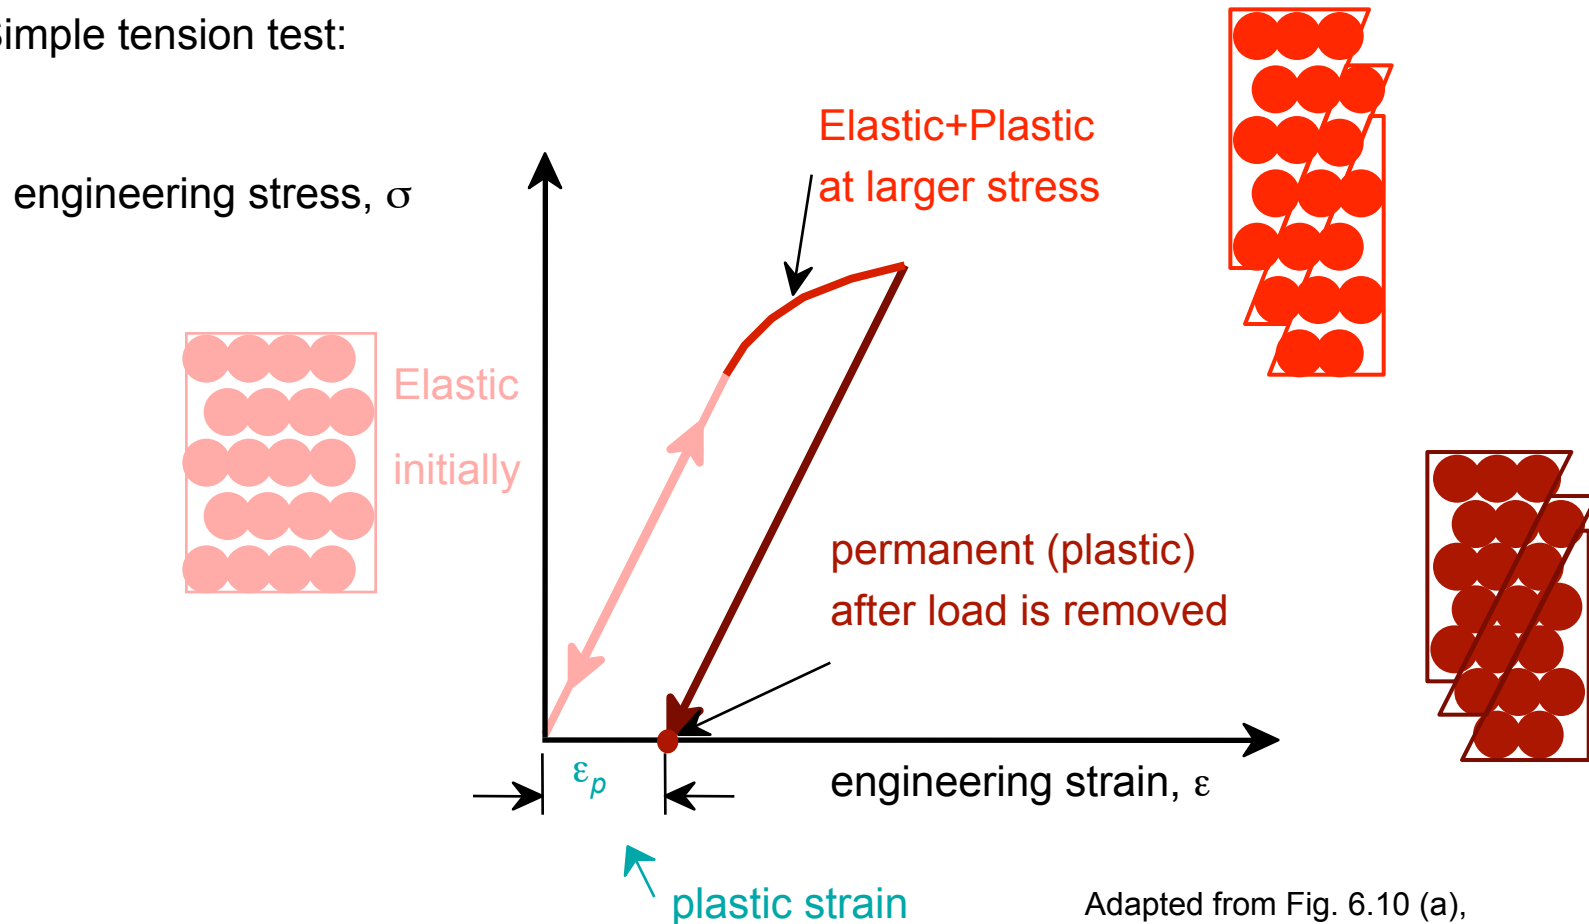 Simple tension test:
engineering stress, σ
Elastic+Plastic
at larger stress
Elastic
initially
permanent (plastic)
after load is removed
εp
engineering strain, ε
plastic strain
Adapted from Fig. 6.10 (a),